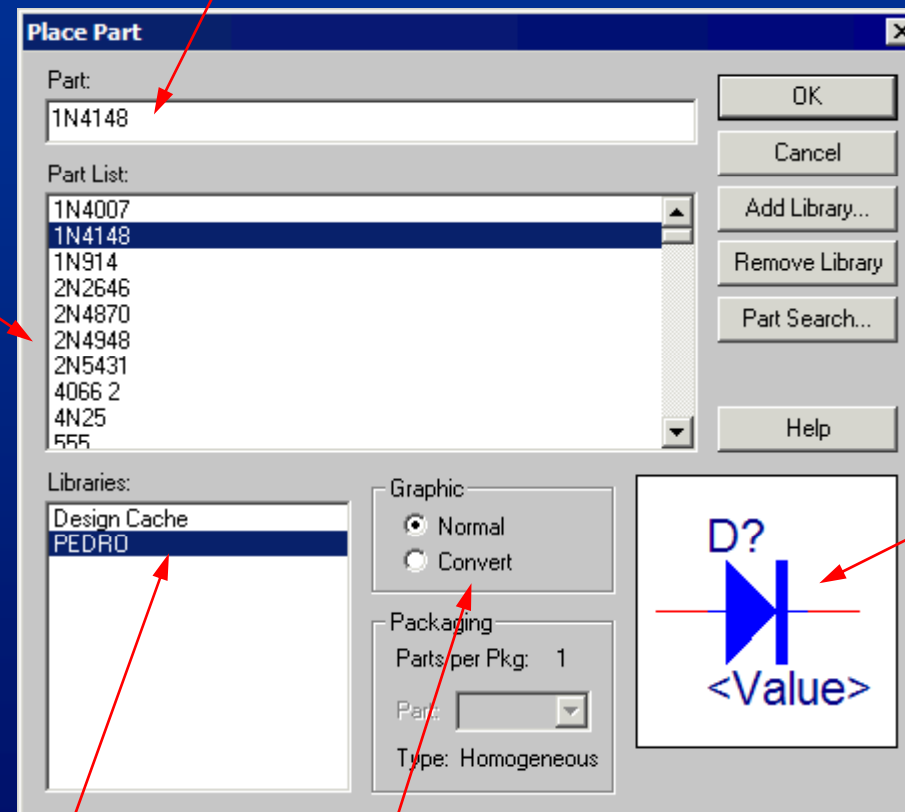 Place Part
Part:
1N4148
OK
Cancel
Part List:
Add Library...
1N4007
1N4148
1N914
2N2646
2N4870
2N4948
2N5431
4066 2
4N25
555
Remove Library
Part Search...
Help
Libraries:
Design Cache
PEDRO
Graphic
Normal
Convert
Packaging
Parts per Pkg: 1
Part:
Type: Homogeneous
D?
<Value>